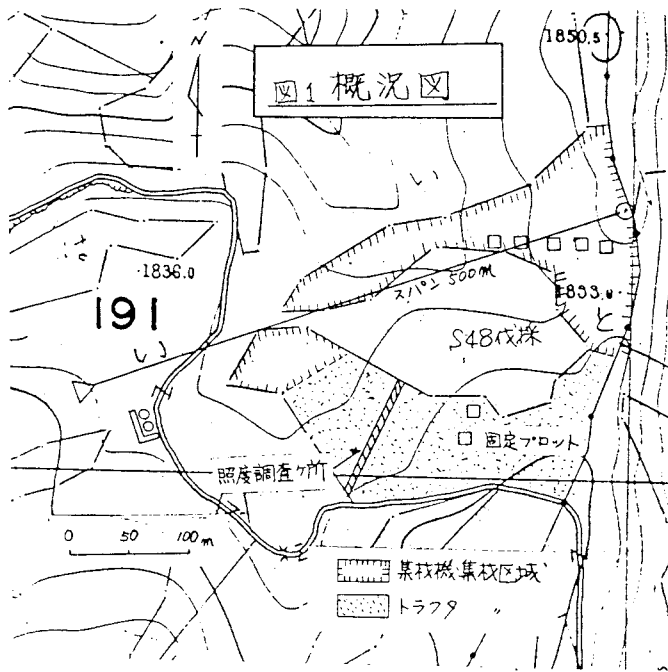 1850.5
N
図1 概況図
い
1836.0
スパン 500m
1893.0
191
と
い
S48伐採
固定プロット
照度調査ケ所
0 50 100m
集材機集材区域
トラクタ 〃